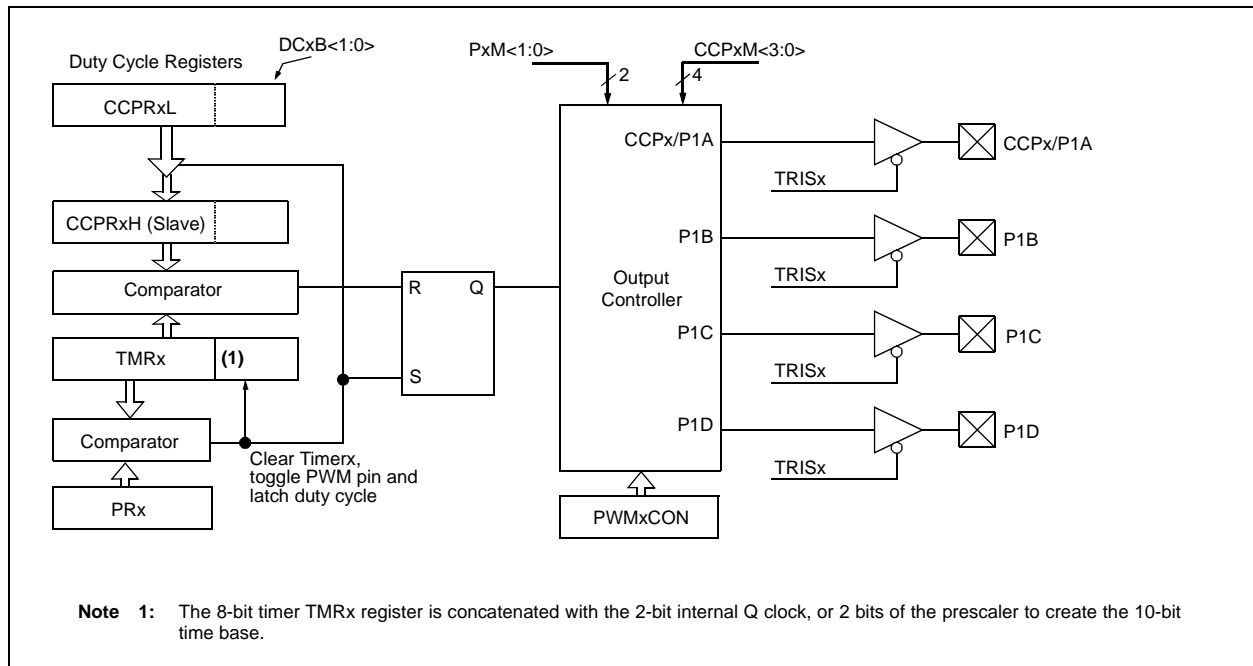 DCxB<1:0>
Duty Cycle Registers
CCPRxL
CCPRxH (Slave)
Comparator
TMRx
(1)
Comparator
PRx
Clear Timerx,
toggle PWM pin and
latch duty cycle
R
Q
S
PxM<1:0>
2
CCPxM<3:0>
4
Output
Controller
CCPx/P1A
P1B
P1C
P1D
PWMxCON
TRISx
CCPx/P1A
TRISx
P1B
TRISx
P1C
TRISx
P1D
Note 1: The 8-bit timer TMRx register is concatenated with the 2-bit internal Q clock, or 2 bits of the prescaler to create the 10-bit
time base.